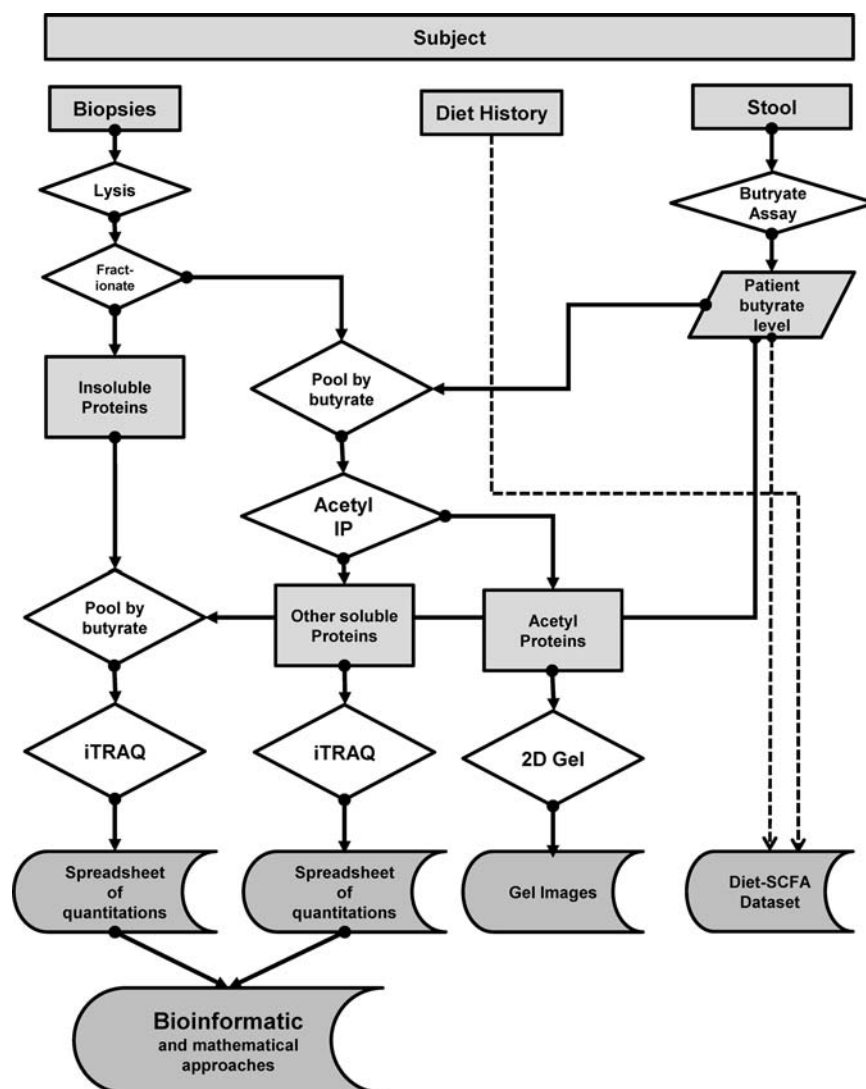 Subject
Biopsies
Diet History
Stool
Lysis
Butryate
Assay
Fract-
ionate
Patient
butyrate
level
Insoluble
Proteins
Pool by
butyrate
Acetyl
IP
Pool by
butyrate
Other soluble
Proteins
Acetyl
Proteins
iTRAQ
iTRAQ
2D Gel
Spreadsheet
of
quantitations
Spreadsheet
of
quantitations
Gel Images
Diet-SCFA
Dataset
Bioinformatic
and mathematical
approaches